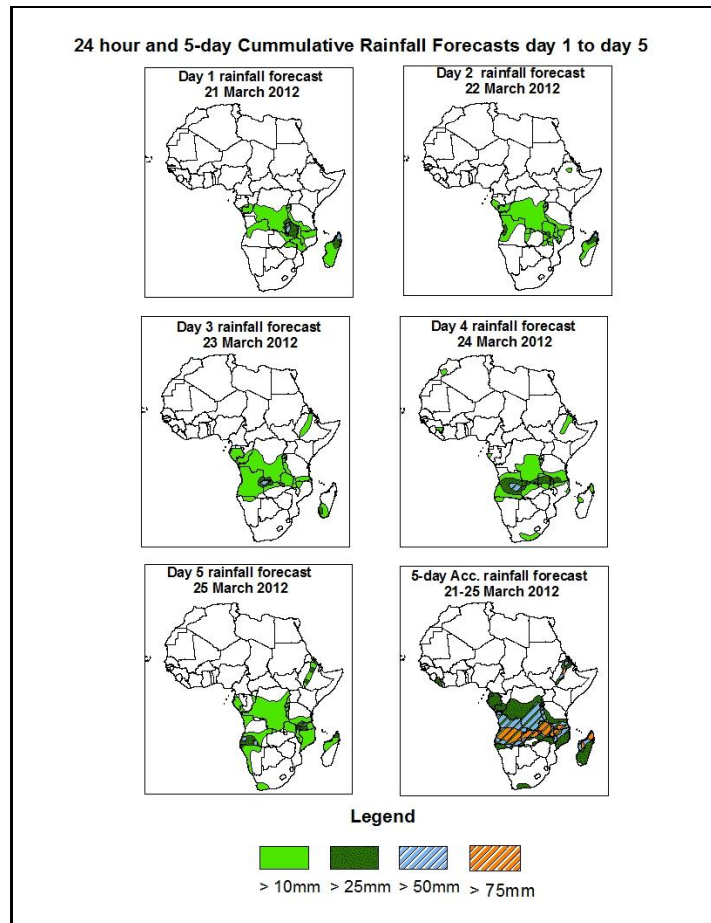 24 hour and 5-day Cummulative Rainfall Forecasts day 1 to day 5
Day 1 rainfall forecast
21 March 2012
Day 2 rainfall forecast
22 March 2012
Day 3 rainfall forecast
23 March 2012
Day 4 rainfall forecast
24 March 2012
Day 5 rainfall forecast
25 March 2012
5-day Acc. rainfall forecast
21-25 March 2012
Legend
> 10mm > 25mm > 50mm > 75mm